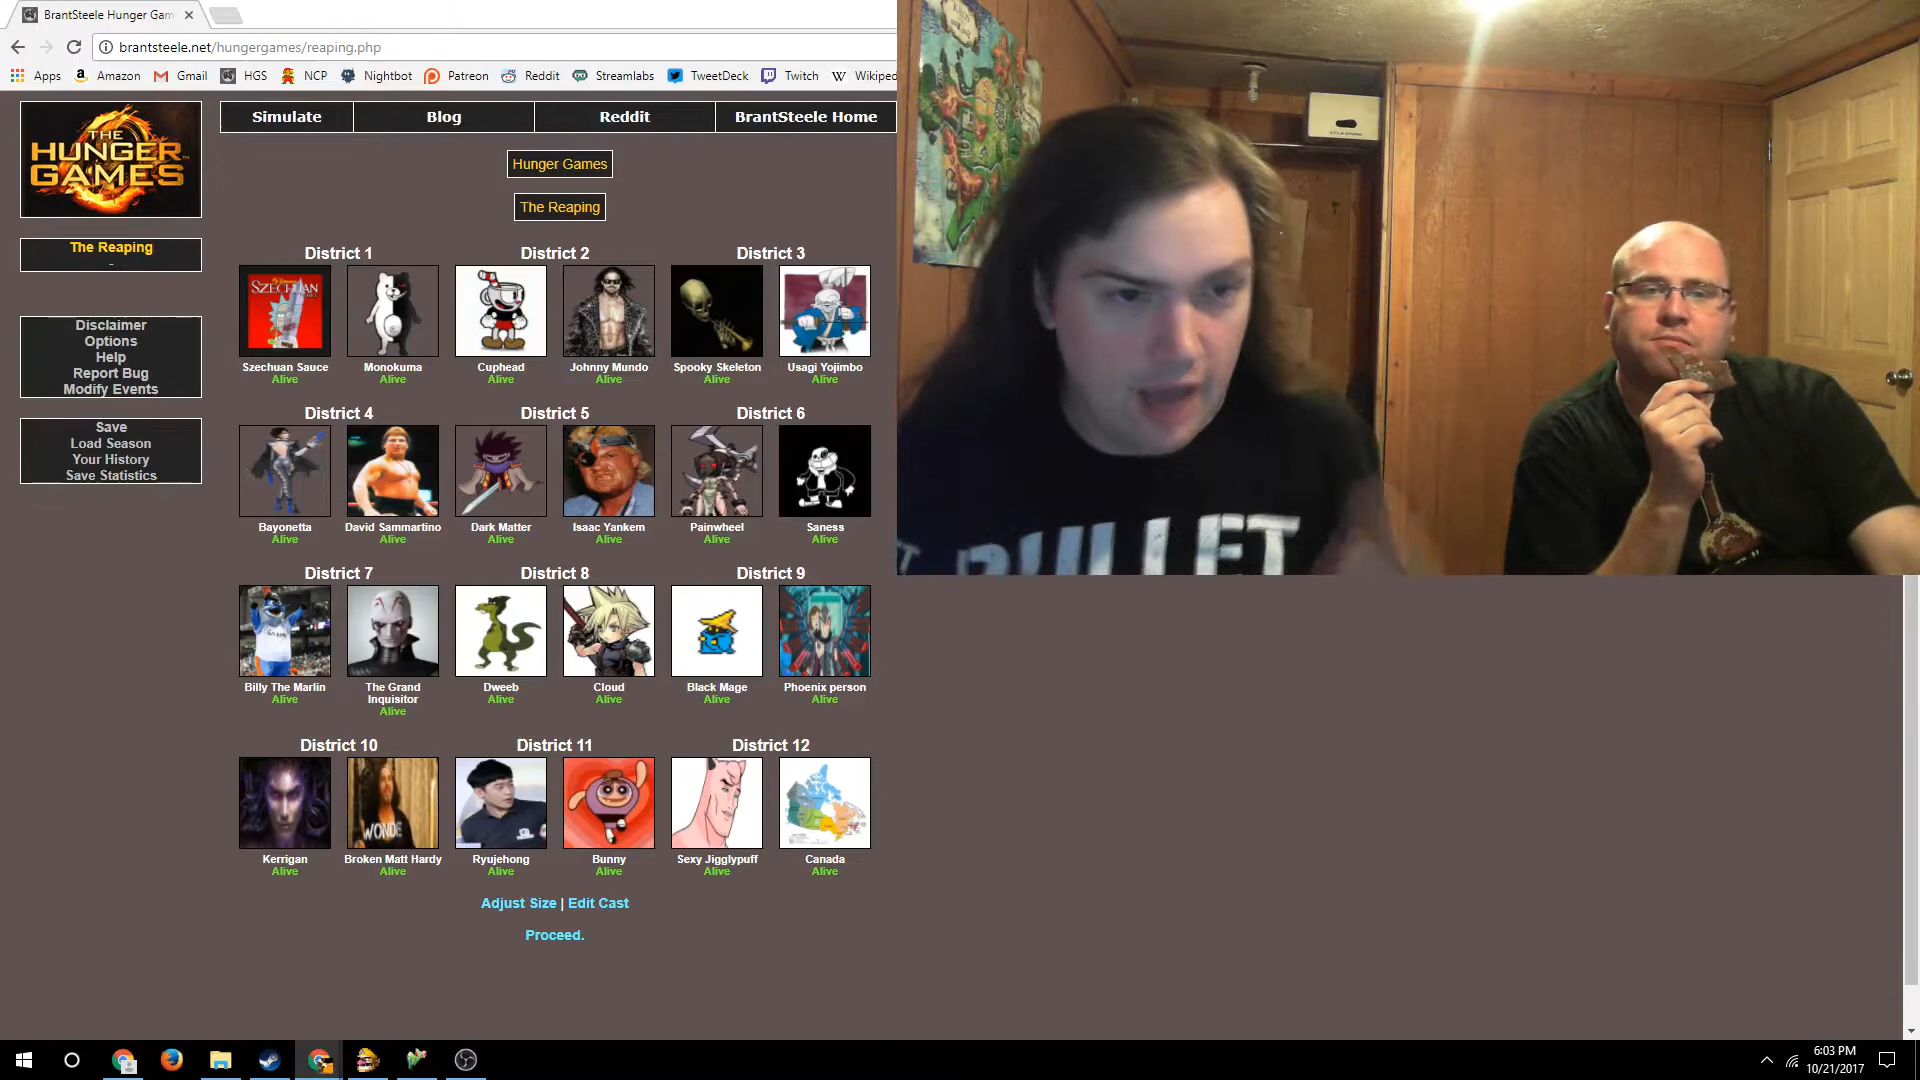 BrantSteele Hunger Gam
brantsteele.net/hungergames/reaping.php
Apps Amazon Gmail HGS NCP Nightbot Patreon Reddit Streamlabs TweetDeck Twitch Wikiped
THE HUNGER GAMES
Simulate Blog Reddit BrantSteele Home
Hunger Games
The Reaping
The Reaping
-
Disclaimer
Options
Help
Report Bug
Modify Events
Save
Load Season
Your History
Save Statistics
District 1 District 2 District 3
SZECHUAN
Szechuan Sauce Monokuma Cuphead Johnny Mundo Spooky Skeleton Usagi Yojimbo
Alive Alive Alive Alive Alive Alive
District 4 District 5 District 6
Bayonetta David Sammartino Dark Matter Isaac Yankem Painwheel Saness
Alive Alive Alive Alive Alive Alive
District 7 District 8 District 9
Billy The Marlin The Grand Inquisitor Dweeb Cloud Black Mage Phoenix person
Alive Alive Alive Alive Alive Alive
District 10 District 11 District 12
WONDE
Kerrigan Broken Matt Hardy Ryujehong Bunny Sexy Jigglypuff Canada
Alive Alive Alive Alive Alive Alive
Adjust Size | Edit Cast
Proceed.
BULLET
6:03 PM
10/21/2017